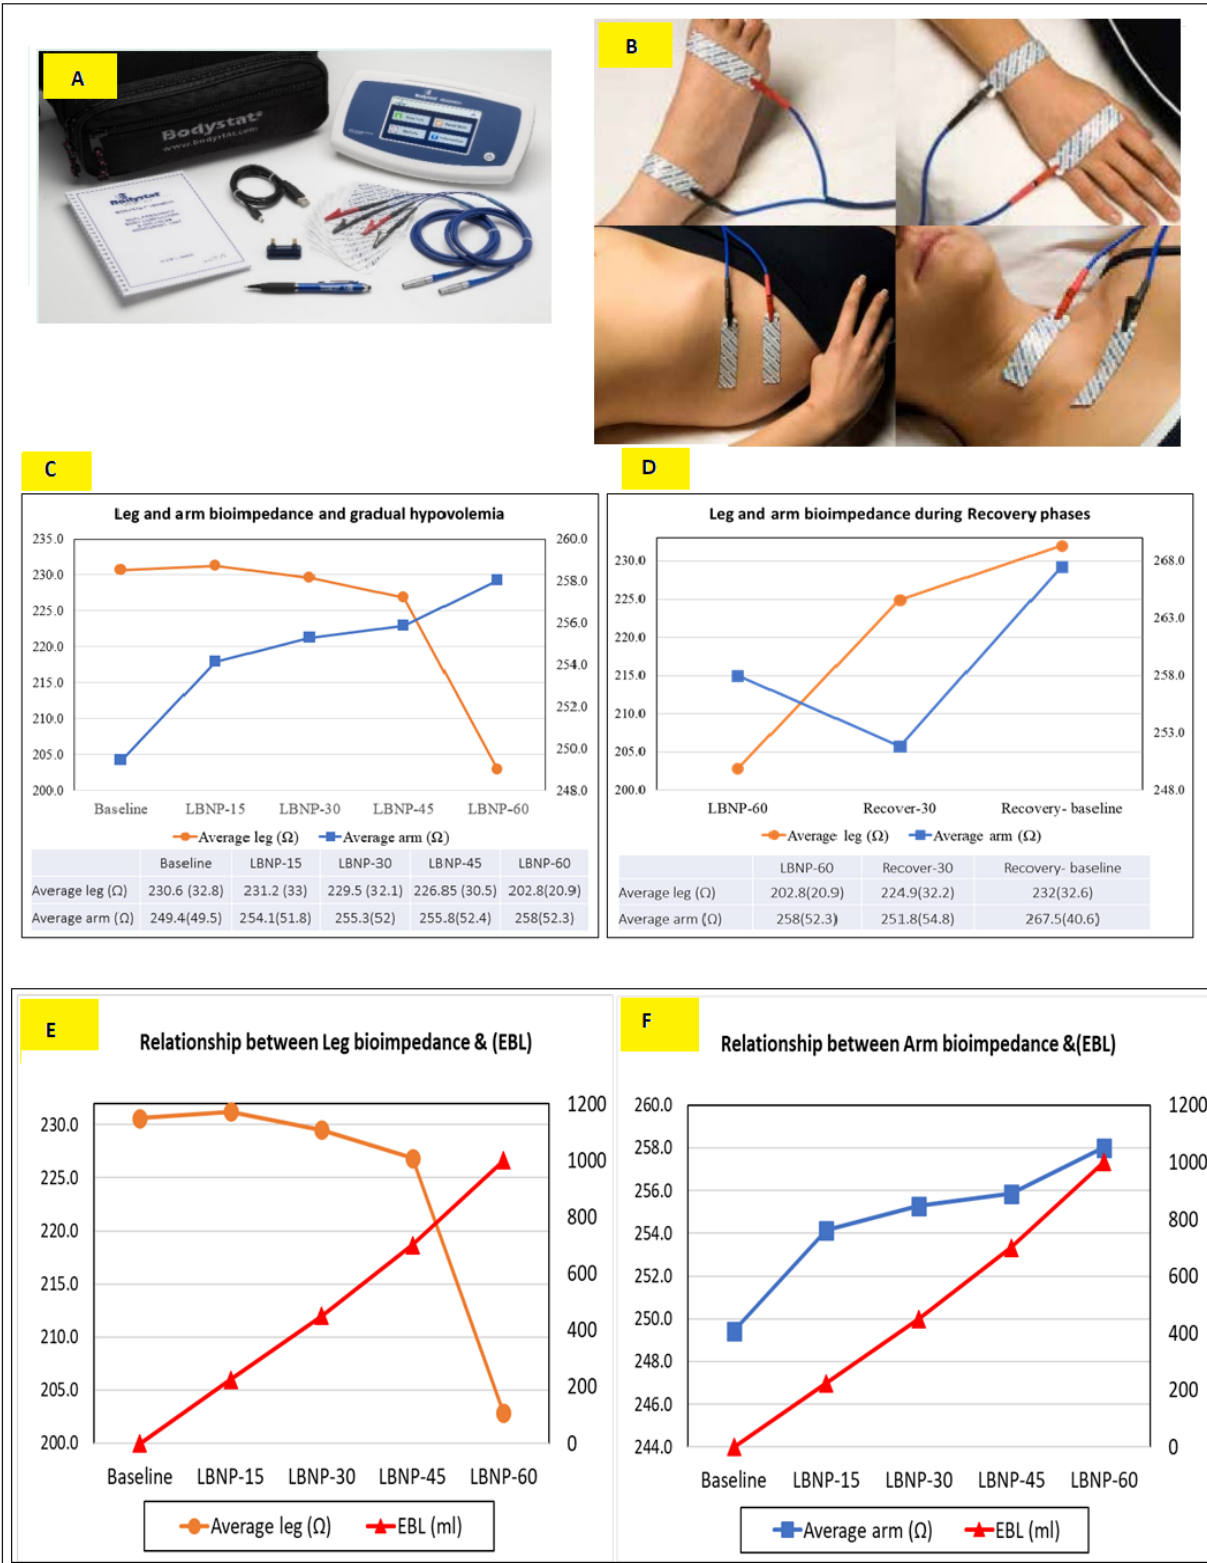 A
B
Bodystat®
www.bodystat.com
Bodystat
C
D
Leg and arm bioimpedance and gradual hypovolemia
235.0
230.0
225.0
220.0
215.0
210.0
205.0
200.0
260.0
258.0
256.0
254.0
252.0
250.0
248.0
Baseline LBNP-15 LBNP-30 LBNP-45 LBNP-60
Average leg (Ω) Average arm (Ω)
Baseline LBNP-15 LBNP-30 LBNP-45 LBNP-60
Average leg (Ω) 230.6 (32.8) 231.2 (33) 229.5 (32.1) 226.85 (30.5) 202.8(20.9)
Average arm (Ω) 249.4(49.5) 254.1(51.8) 255.3(52) 255.8(52.4) 258(52.3)
Leg and arm bioimpedance during Recovery phases
230.0
225.0
220.0
215.0
210.0
205.0
200.0
268.0
263.0
258.0
253.0
248.0
LBNP-60 Recover-30 Recovery- baseline
Average leg (Ω) Average arm (Ω)
LBNP-60 Recover-30 Recovery- baseline
Average leg (Ω) 202.8(20.9) 224.9(32.2) 232(32.6)
Average arm (Ω) 258(52.3) 251.8(54.8) 267.5(40.6)
E
Relationship between Leg bioimpedance & (EBL)
230.0
225.0
220.0
215.0
210.0
205.0
200.0
1200
1000
800
600
400
200
0
Baseline LBNP-15 LBNP-30 LBNP-45 LBNP-60
Average leg (Ω) EBL (ml)
F
Relationship between Arm bioimpedance &(EBL)
260.0
258.0
256.0
254.0
252.0
250.0
248.0
246.0
244.0
1200
1000
800
600
400
200
0
Baseline LBNP-15 LBNP-30 LBNP-45 LBNP-60
Average arm (Ω) EBL (ml)